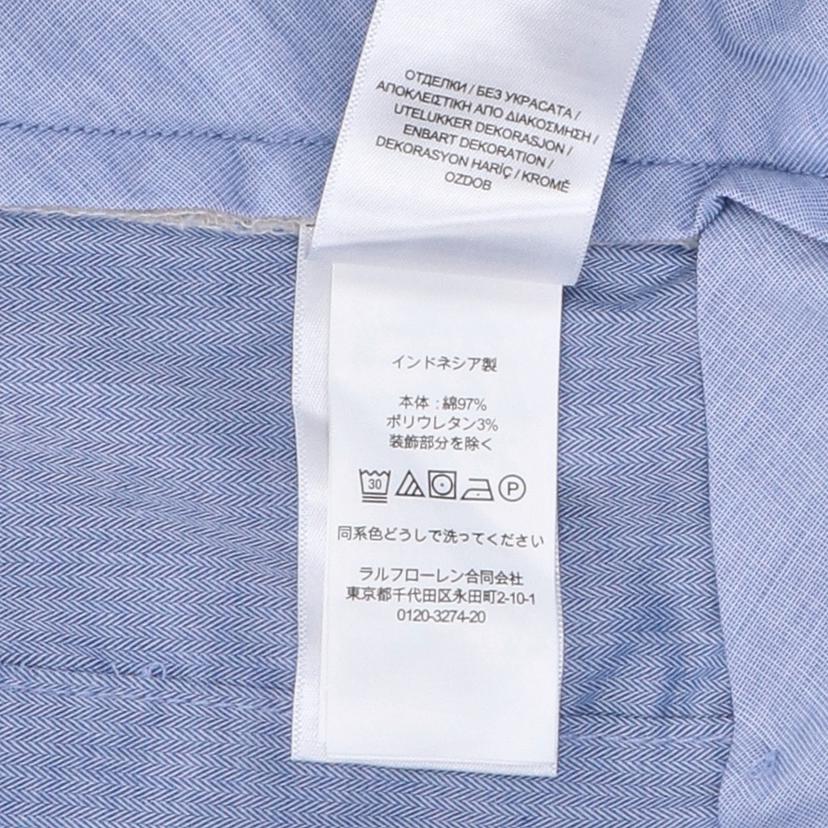 ОТДЕЛКИ / БЕЗ УКРАСАТА /
ΑΠΟΚΛΕΙΣΤΙΚΗ ΑΠΟ ΔΙΑΚΟΣΜΗΣΗ /
UTELUKKER DEKORASJON /
ENBART DEKORATION /
DEKORASYON HARİÇ / KROMĚ
OZDOB
インドネシア製
本体 : 綿97%
ポリウレタン3%
装飾部分を除く
30 P
同系色どうしで洗ってください
ラルフローレン合同会社
東京都千代田区永田町2-10-1
0120-3274-20